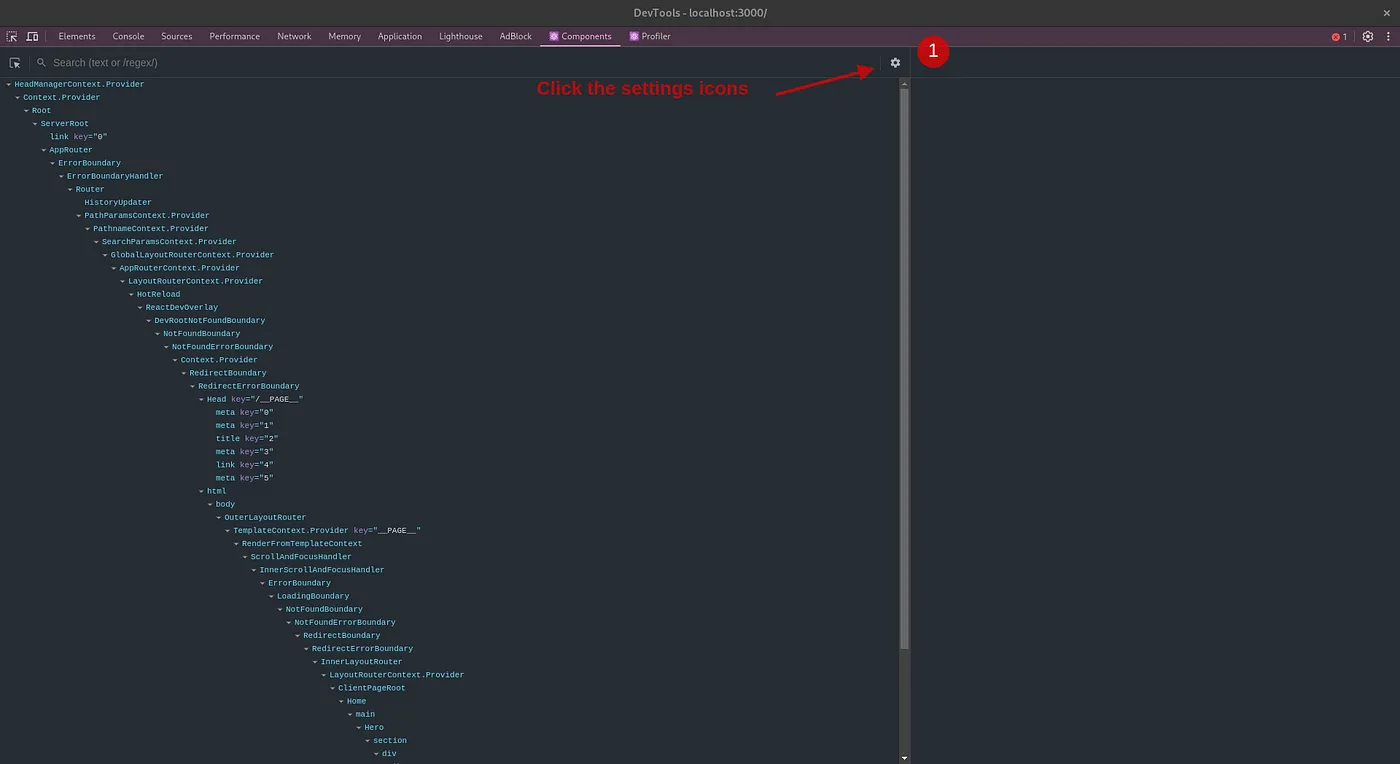 DevTools - localhost:3000/
Elements Console Sources Performance Network Memory Application Lighthouse AdBlock Components Profiler 1
Search (text or /regex/)
1
Click the settings icons
HeadManagerContext.Provider
Context.Provider
Root
ServerRoot
link key="0"
AppRouter
ErrorBoundary
ErrorBoundaryHandler
Router
HistoryUpdater
PathParamsContext.Provider
PathnameContext.Provider
SearchParamsContext.Provider
GlobalLayoutRouterContext.Provider
AppRouterContext.Provider
LayoutRouterContext.Provider
HotReload
ReactDevOverlay
DevRootNotFoundBoundary
NotFoundBoundary
NotFoundErrorBoundary
Context.Provider
RedirectBoundary
RedirectErrorBoundary
Head key="/__PAGE__"
meta key="0"
meta key="1"
title key="2"
meta key="3"
link key="4"
meta key="5"
html
body
OuterLayoutRouter
TemplateContext.Provider key="__PAGE__"
RenderFromTemplateContext
ScrollAndFocusHandler
InnerScrollAndFocusHandler
ErrorBoundary
LoadingBoundary
NotFoundBoundary
NotFoundErrorBoundary
RedirectBoundary
RedirectErrorBoundary
InnerLayoutRouter
LayoutRouterContext.Provider
ClientPageRoot
Home
main
Hero
section
div